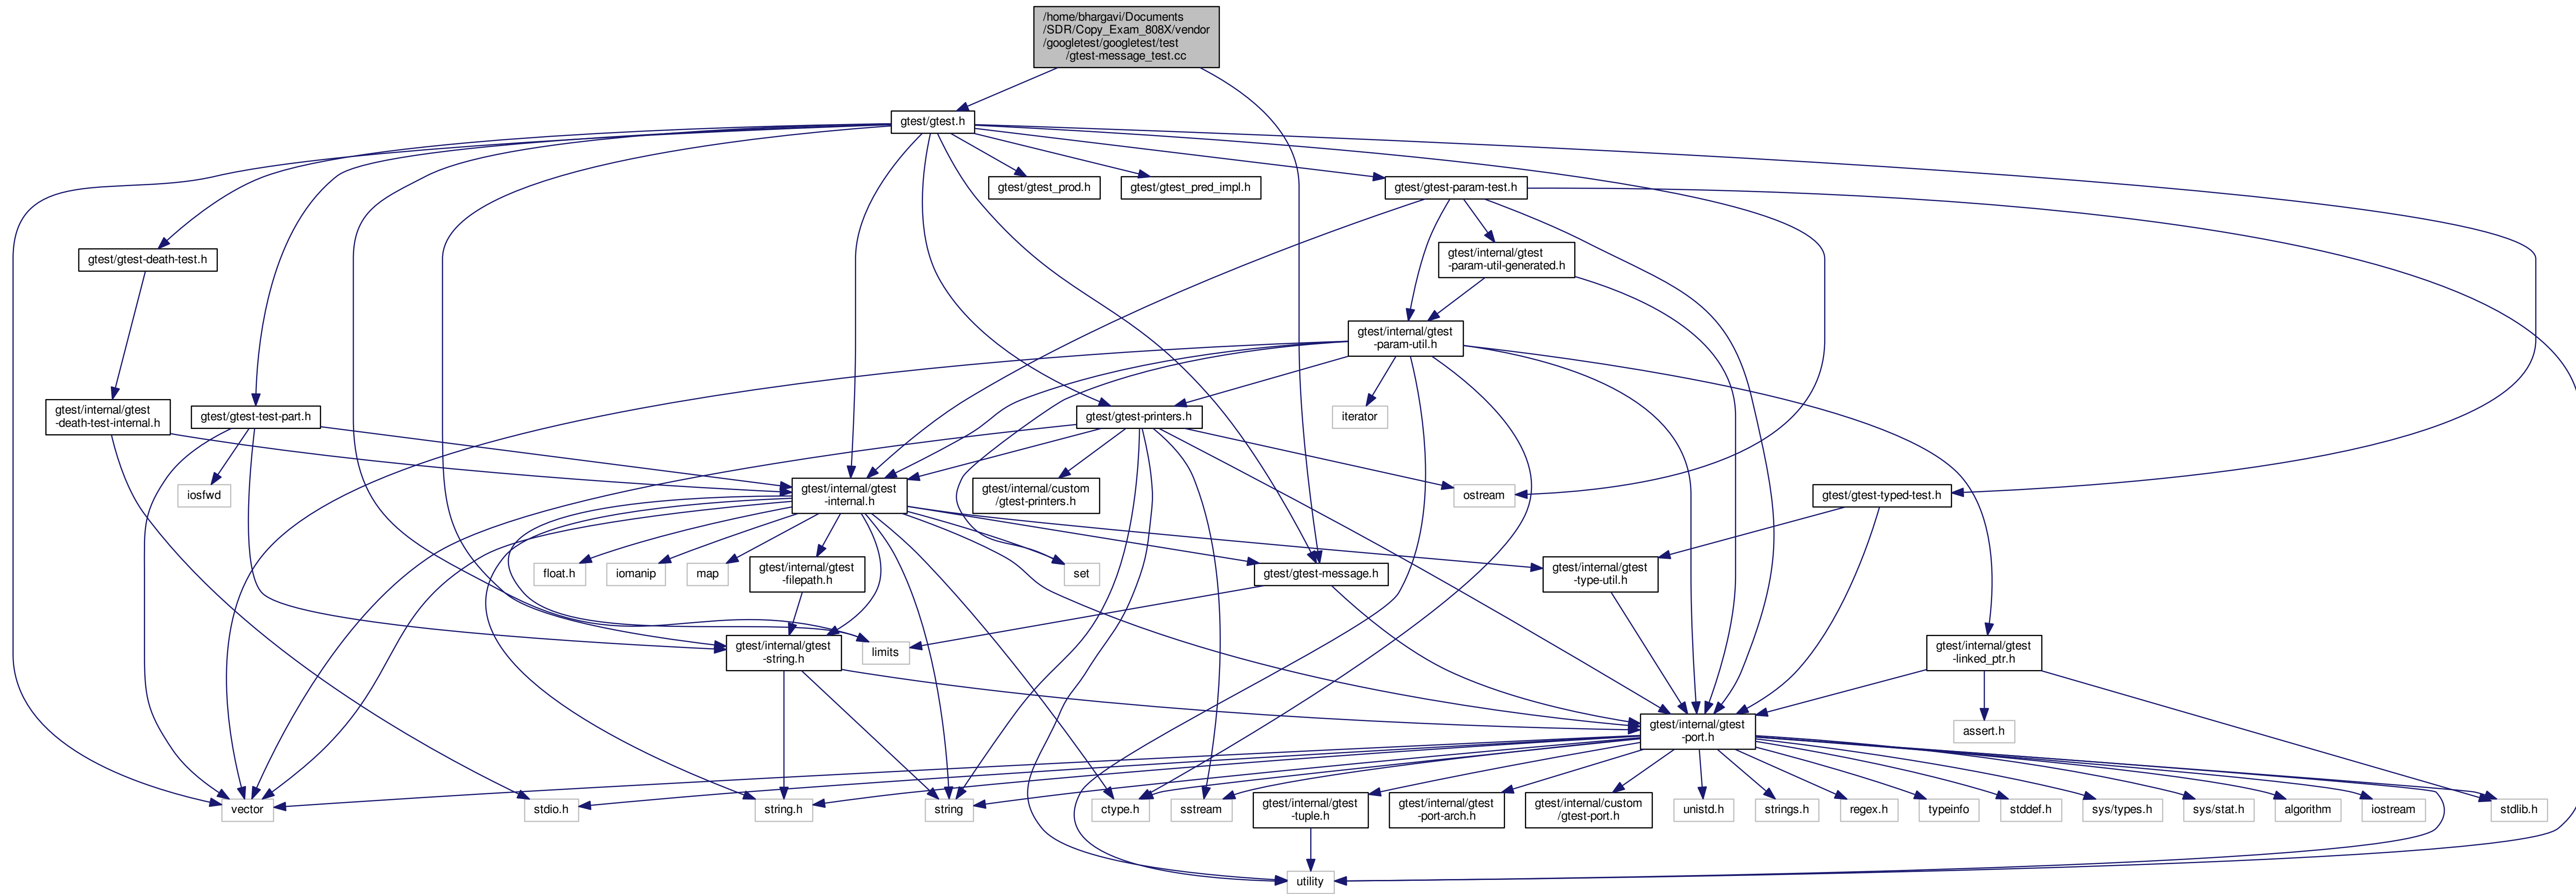 /home/bhargavi/Documents
/SDR/Copy_Exam_808X/vendor
/googletest/googletest/test
/gtest-message_test.cc
gtest/gtest.h
gtest/gtest_prod.h
gtest/gtest_pred_impl.h
gtest/gtest-param-test.h
gtest/gtest-death-test.h
gtest/internal/gtest
-param-util-generated.h
gtest/internal/gtest
-param-util.h
gtest/internal/gtest
-death-test-internal.h
gtest/gtest-test-part.h
gtest/gtest-printers.h
iterator
iosfwd
gtest/internal/gtest
-internal.h
gtest/internal/custom
/gtest-printers.h
ostream
gtest/gtest-typed-test.h
float.h
iomanip
map
gtest/internal/gtest
-filepath.h
set
gtest/gtest-message.h
gtest/internal/gtest
-type-util.h
gtest/internal/gtest
-string.h
limits
gtest/internal/gtest
-linked_ptr.h
gtest/internal/gtest
-port.h
assert.h
vector
stdio.h
string.h
string
ctype.h
sstream
gtest/internal/gtest
-tuple.h
gtest/internal/gtest
-port-arch.h
gtest/internal/custom
/gtest-port.h
unistd.h
strings.h
regex.h
typeinfo
stddef.h
sys/types.h
sys/stat.h
algorithm
iostream
stdlib.h
utility